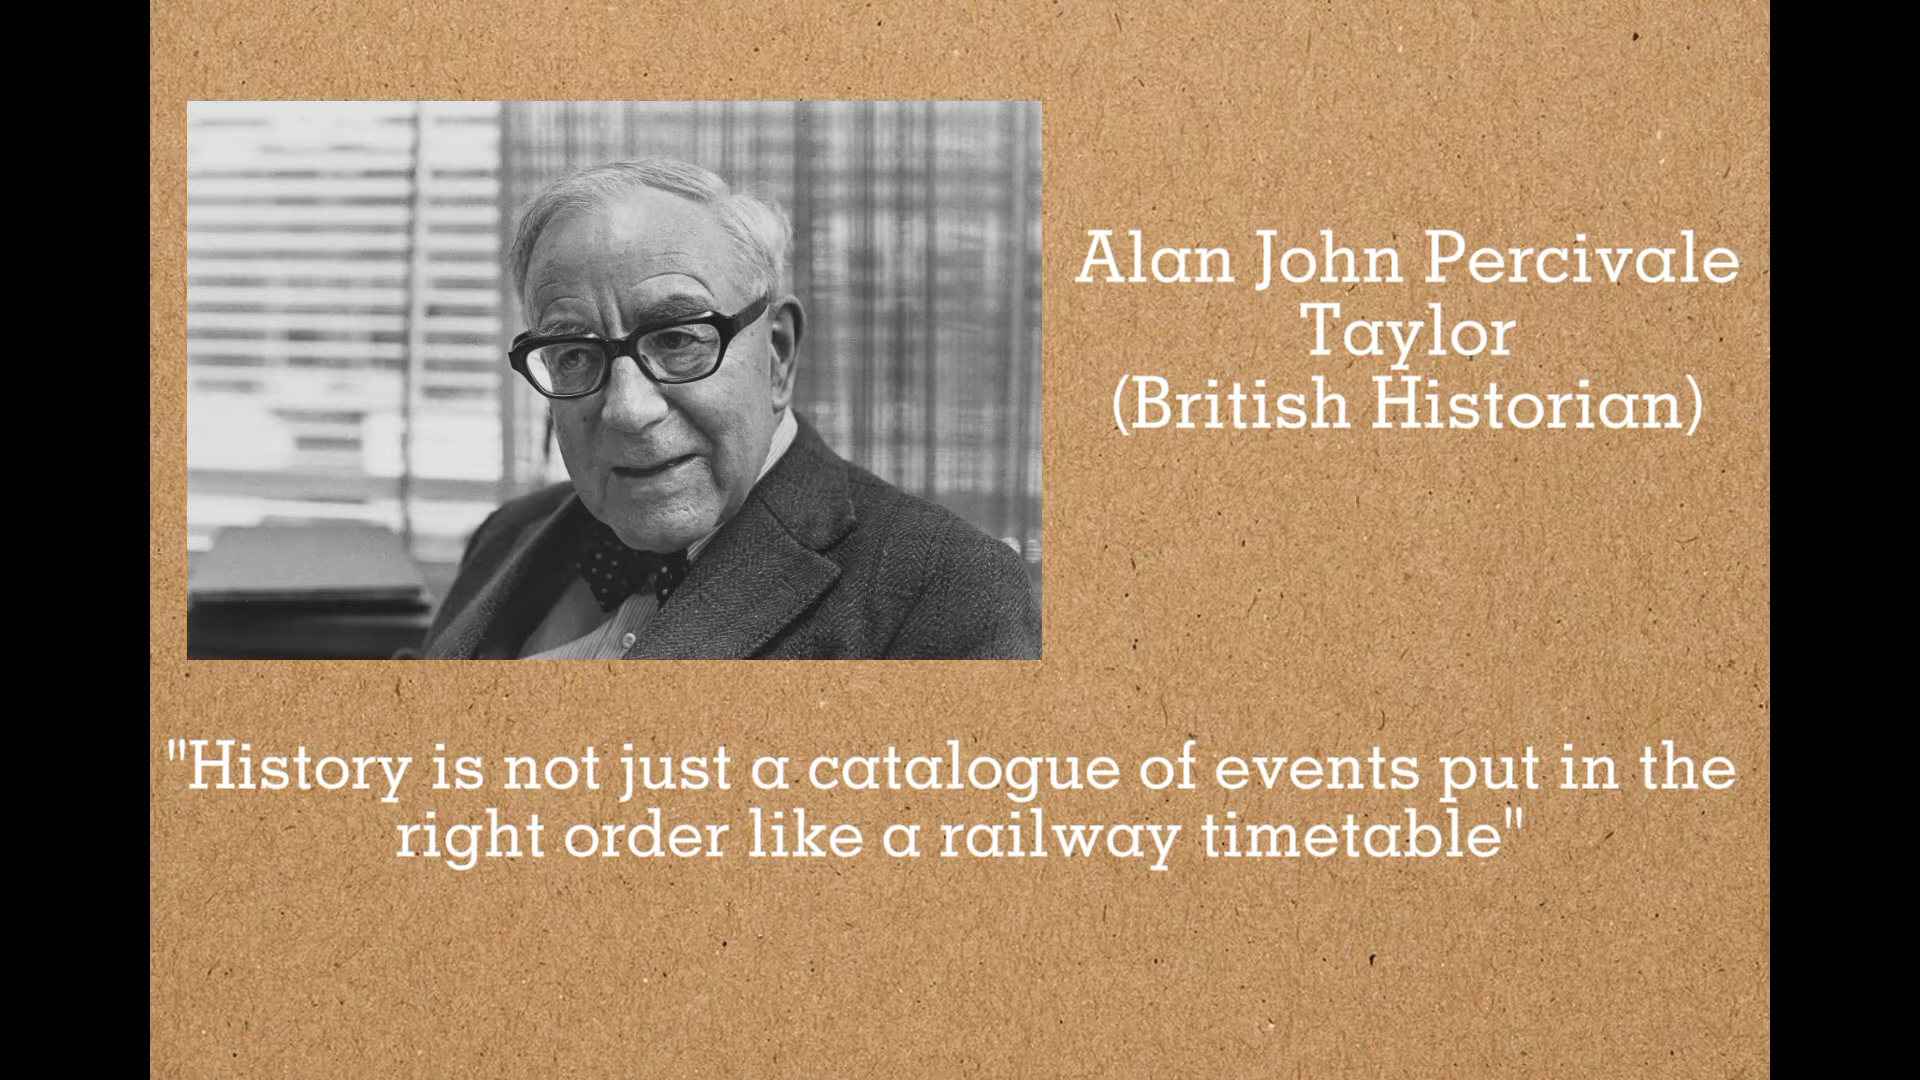 Alan John Percivale
Taylor
(British Historian)
"History is not just a catalogue of events put in the
right order like a railway timetable"